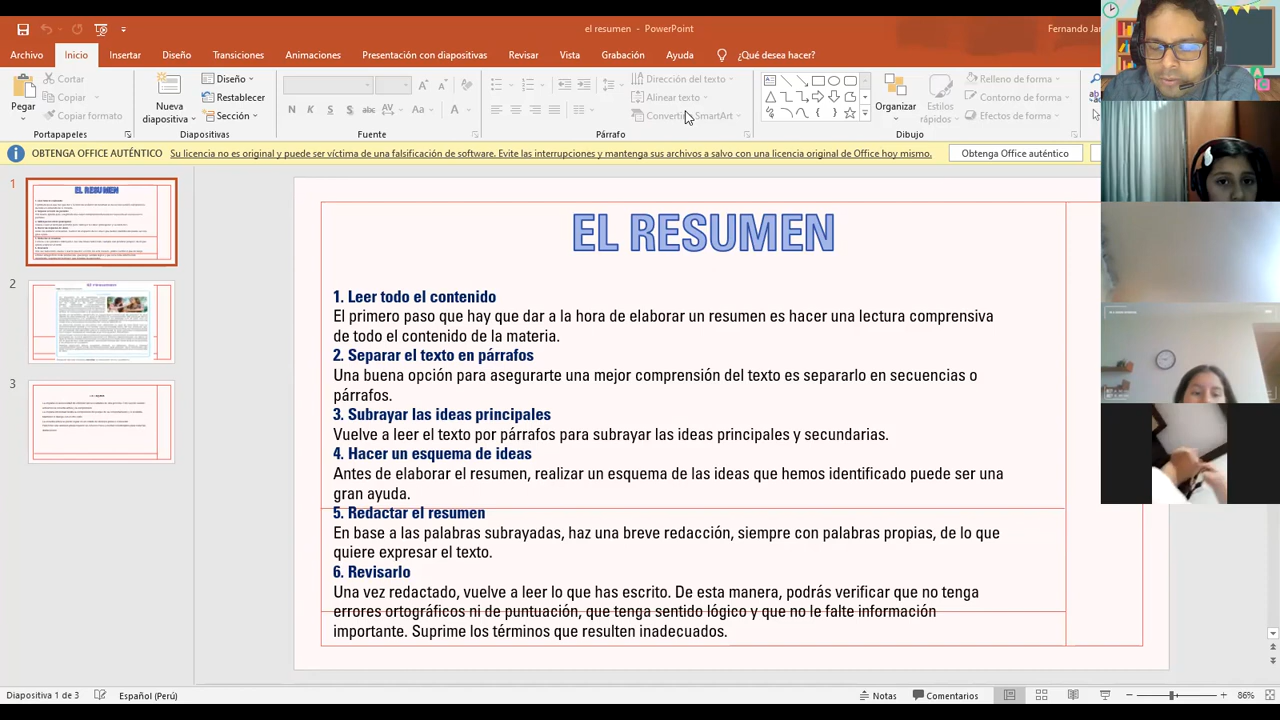 el resumen - PowerPoint
Fernando Jar
Archivo Inicio Insertar Diseño Transiciones Animaciones Presentación con diapositivas Revisar Vista Grabación Ayuda ¿Qué desea hacer?
Pegar
Cortar
Copiar
Copiar formato
Portapapeles
Nueva diapositiva
Diseño
Restablecer
Sección
Diapositivas
N K S S abc AV Aa A
Fuente
Dirección del texto
Alinear texto
Convertir SmartArt
Párrafo
Organizar
Estilos rápidos
Relleno de forma
Contorno de forma
Efectos de forma
Dibujo
OBTENGA OFFICE AUTÉNTICO Su licencia no es original y puede ser víctima de una falsificación de software. Evite las interrupciones y mantenga sus archivos a salvo con una licencia original de Office hoy mismo. Obtenga Office auténtico
1
2
3
EL RESUMEN
1. Leer todo el contenido
El primer paso que hay que dar a la hora de elaborar un resumen es hacer una lectura comprensiva
de todo el contenido de la materia.
2. Separar el texto en párrafos
Una buena opción para asegurarte una mejor comprensión del texto es separarlo en secuencias o
párrafos.
3. Subrayar las ideas principales
Vuelve a leer el texto por párrafos para subrayar las ideas principales y secundarias.
4. Hacer un esquema de ideas
Antes de elaborar el resumen, realizar un esquema de las ideas que hemos identificado puede ser una
gran ayuda.
5. Redactar el resumen
En base a las palabras subrayadas, haz una breve redacción, siempre con palabras propias, de lo que
quiere expresar el texto.
6. Revisarlo
Una vez redactado, vuelve a leer lo que has escrito. De esta manera, podrás verificar que no tenga
errores ortográficos ni de puntuación, que tenga sentido lógico y que no le falte información
importante. Suprime los términos que resulten inadecuados.
Diapositiva 1 de 3 Español (Perú) Notas Comentarios 86%